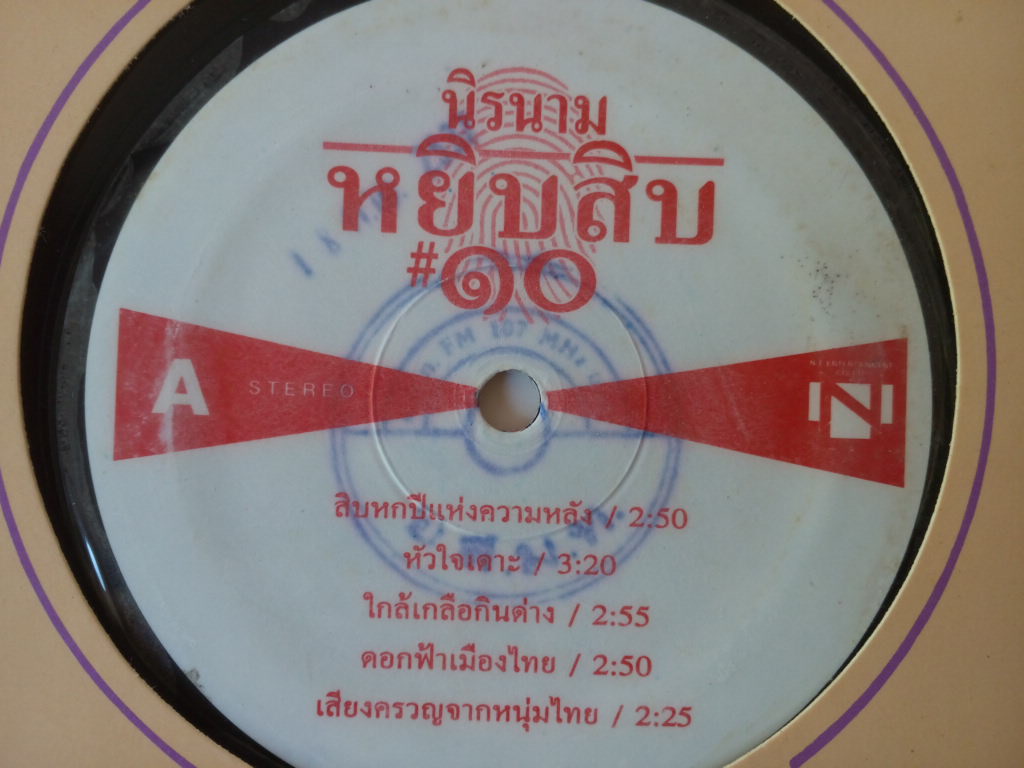 นิรนาม
หยิบสิบ
#๑๐
FM 107 MHz
A STEREO
N
สิบหกปีแห่งความหลัง / 2:50
หัวใจเดาะ / 3:20
ใกล้เกลือกินด่าง / 2:55
ดอกฟ้าเมืองไทย / 2:50
เสียงครวญจากหนุ่มไทย / 2:25